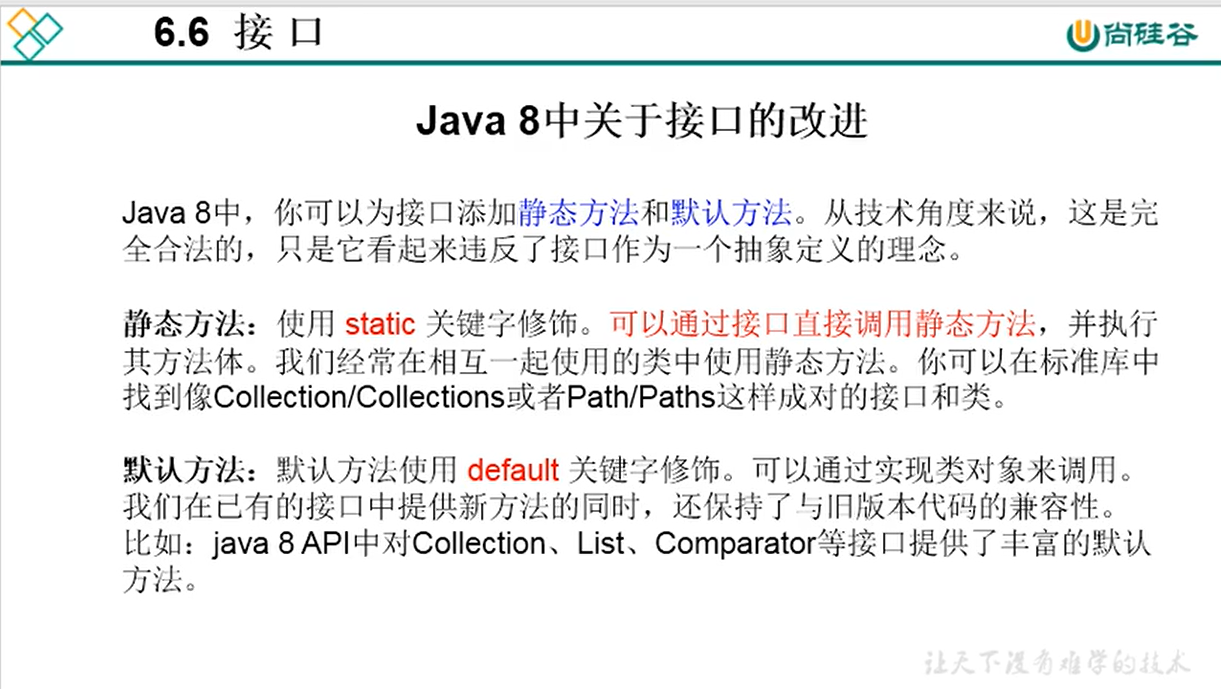 6.6 接 口
尚硅谷
Java 8中关于接口的改进
Java 8中，你可以为接口添加静态方法和默认方法。从技术角度来说，这是完
全合法的，只是它看起来违反了接口作为一个抽象定义的理念。
静态方法：使用 static 关键字修饰。可以通过接口直接调用静态方法，并执行
其方法体。我们经常在相互一起使用的类中使用静态方法。你可以在标准库中
找到像Collection/Collections或者Path/Paths这样成对的接口和类。
默认方法：默认方法使用 default 关键字修饰。可以通过实现类对象来调用。
我们在已有的接口中提供新方法的同时，还保持了与旧版本代码的兼容性。
比如：java 8 API中对Collection、List、Comparator等接口提供了丰富的默认
方法。
让天下没有难学的技术